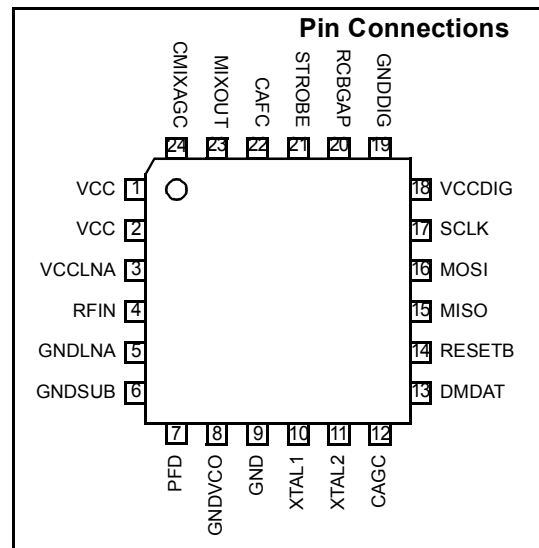 Pin Connections
CMIXAGC
MIXOUT
CAFC
STROBE
RCBGAP
GNDDIG
24 23 22 21 20 19
VCC 1
VCC 2
VCCLNA 3
RFIN 4
GNDLNA 5
GNDSUB 6
18 VCCDIG
17 SCLK
16 MOSI
15 MISO
14 RESETB
13 DMDAT
7 8 9 10 11 12
PFD
GNDVCO
GND
XTAL1
XTAL2
CAGC